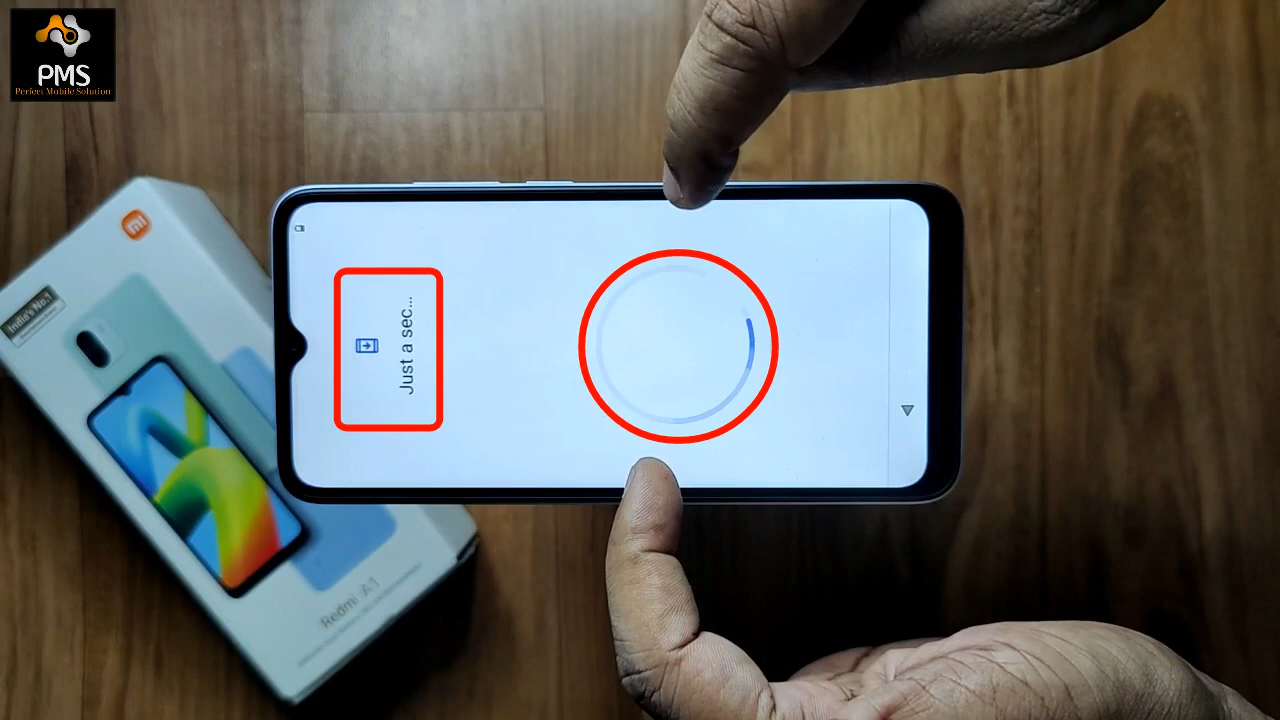 PMS
Perfect Mobile Solution
mi
India's No.1
Just a sec...
Redmi A1